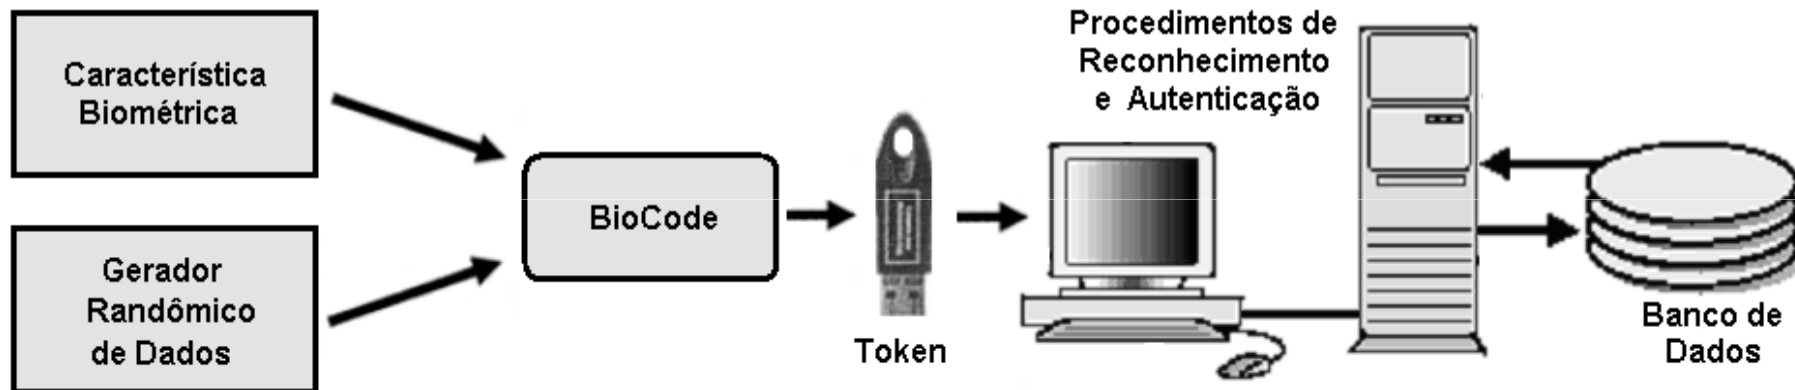 Característica
Biométrica
Gerador
Randômico
de Dados
BioCode
Token
Procedimentos de
Reconhecimento
e Autenticação
Banco de
Dados